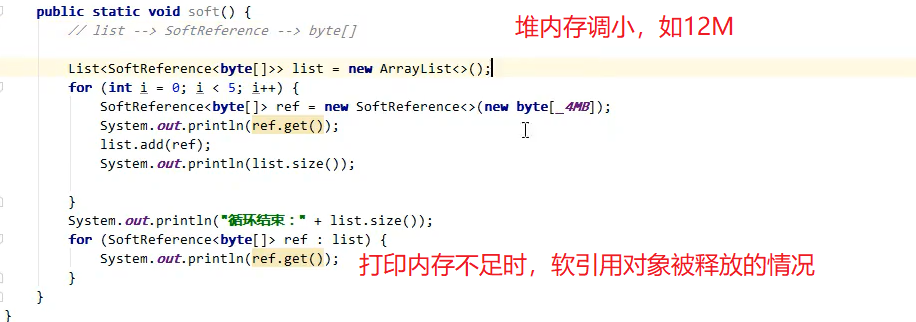 public static void soft() {
堆内存调小，如12M
// list --> SoftReference --> byte[]
List<SoftReference<byte[]>> list = new ArrayList<>();
for (int i = 0; i < 5; i++) {
SoftReference<byte[]> ref = new SoftReference<>(new byte[_4MB]);
System.out.println(ref.get());
list.add(ref);
System.out.println(list.size());
}
System.out.println("循环结束：" + list.size());
for (SoftReference<byte[]> ref : list) {
System.out.println(ref.get());
打印内存不足时，软引用对象被释放的情况
}
}
}